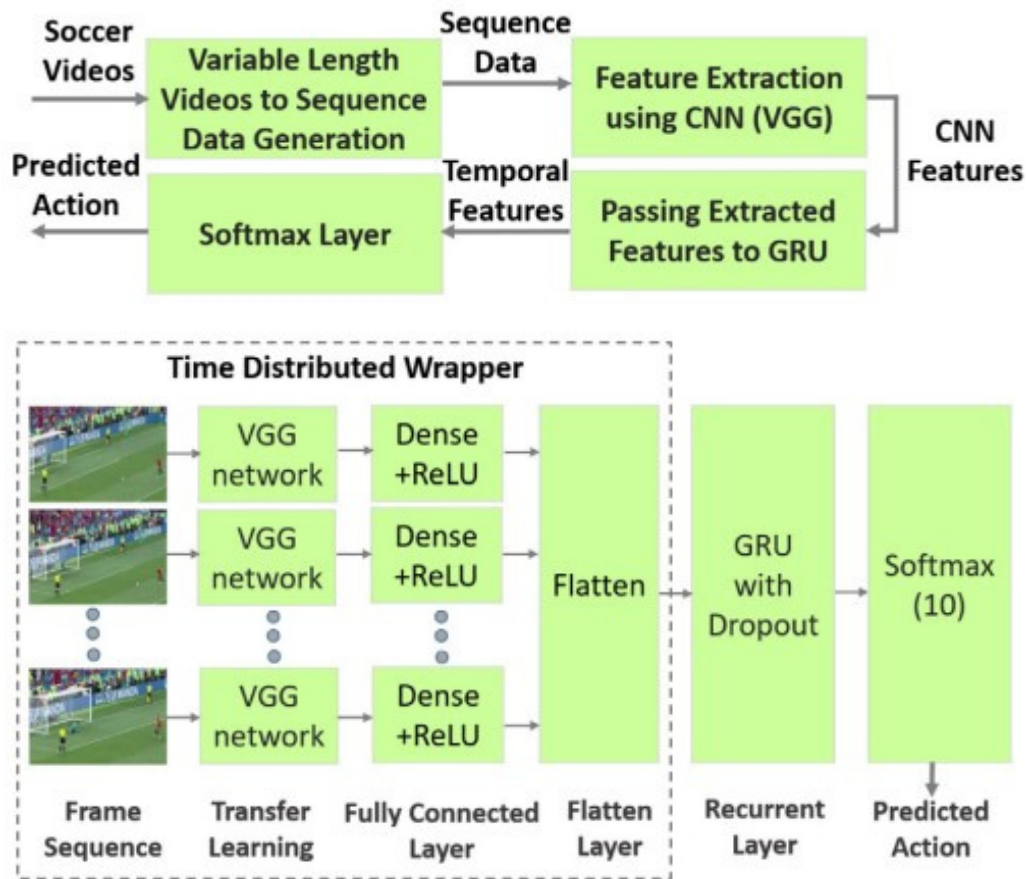 Soccer
Videos
Variable Length
Videos to Sequence
Data Generation
Sequence
Data
Feature Extraction
using CNN (VGG)
CNN
Features
Passing Extracted
Features to GRU
Temporal
Features
Softmax Layer
Predicted
Action
Time Distributed Wrapper
VGG
network
Dense
+ReLU
VGG
network
Dense
+ReLU
VGG
network
Dense
+ReLU
Flatten
GRU
with
Dropout
Softmax
(10)
Frame
Sequence
Transfer
Learning
Fully Connected
Layer
Flatten
Layer
Recurrent
Layer
Predicted
Action